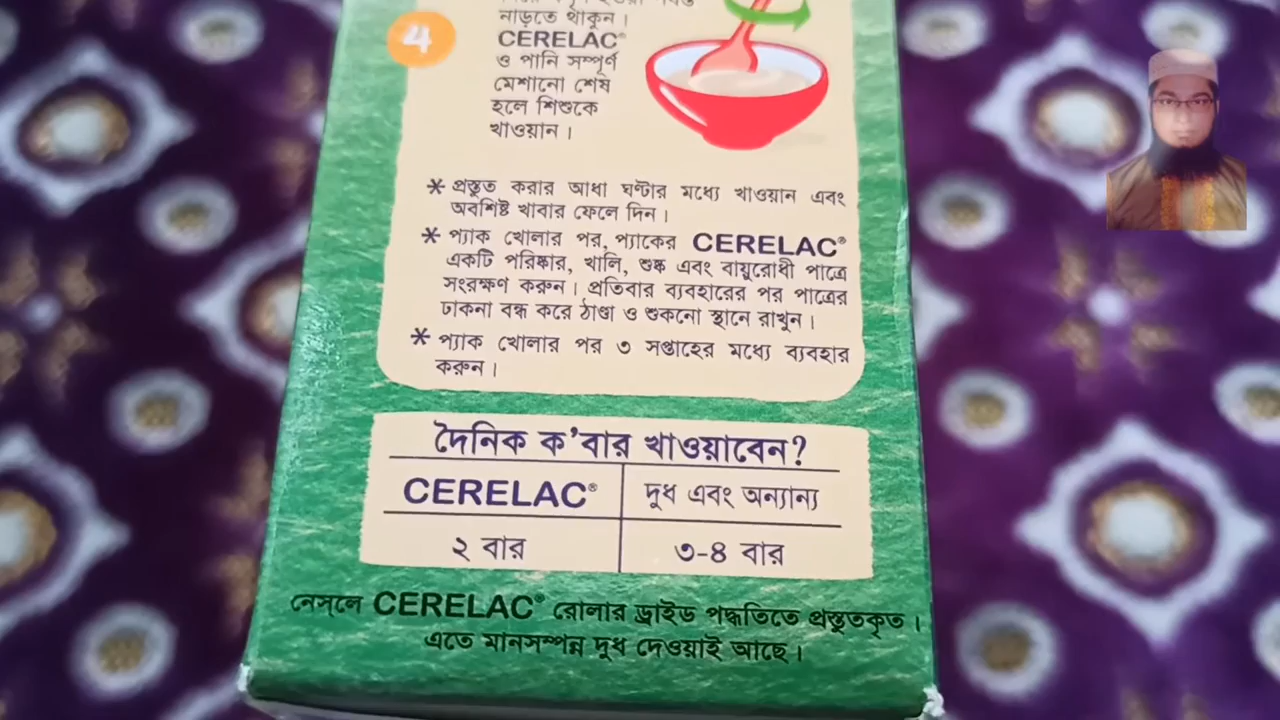 নাড়তে থাকুন।
4
CERELAC®
ও পানি সম্পূর্ণ
মেশানো শেষ
হলে শিশুকে
খাওয়ান।
* প্রস্তুত করার আধা ঘণ্টার মধ্যে খাওয়ান এবং
অবশিষ্ট খাবার ফেলে দিন।
* প্যাক খোলার পর, প্যাকের CERELAC®
একটি পরিষ্কার, খালি, শুষ্ক এবং বায়ুরোধী পাত্রে
সংরক্ষণ করুন। প্রতিবার ব্যবহারের পর পাত্রের
ঢাকনা বন্ধ করে ঠাণ্ডা ও শুকনো স্থানে রাখুন।
* প্যাক খোলার পর ৩ সপ্তাহের মধ্যে ব্যবহার
করুন।
দৈনিক ক'বার খাওয়াবেন?
CERELAC® দুধ এবং অন্যান্য
২ বার ৩-৪ বার
নেস্‌লে CERELAC® রোলার ড্রাইড পদ্ধতিতে প্রস্তুতকৃত।
এতে মানসম্পন্ন দুধ দেওয়াই আছে।